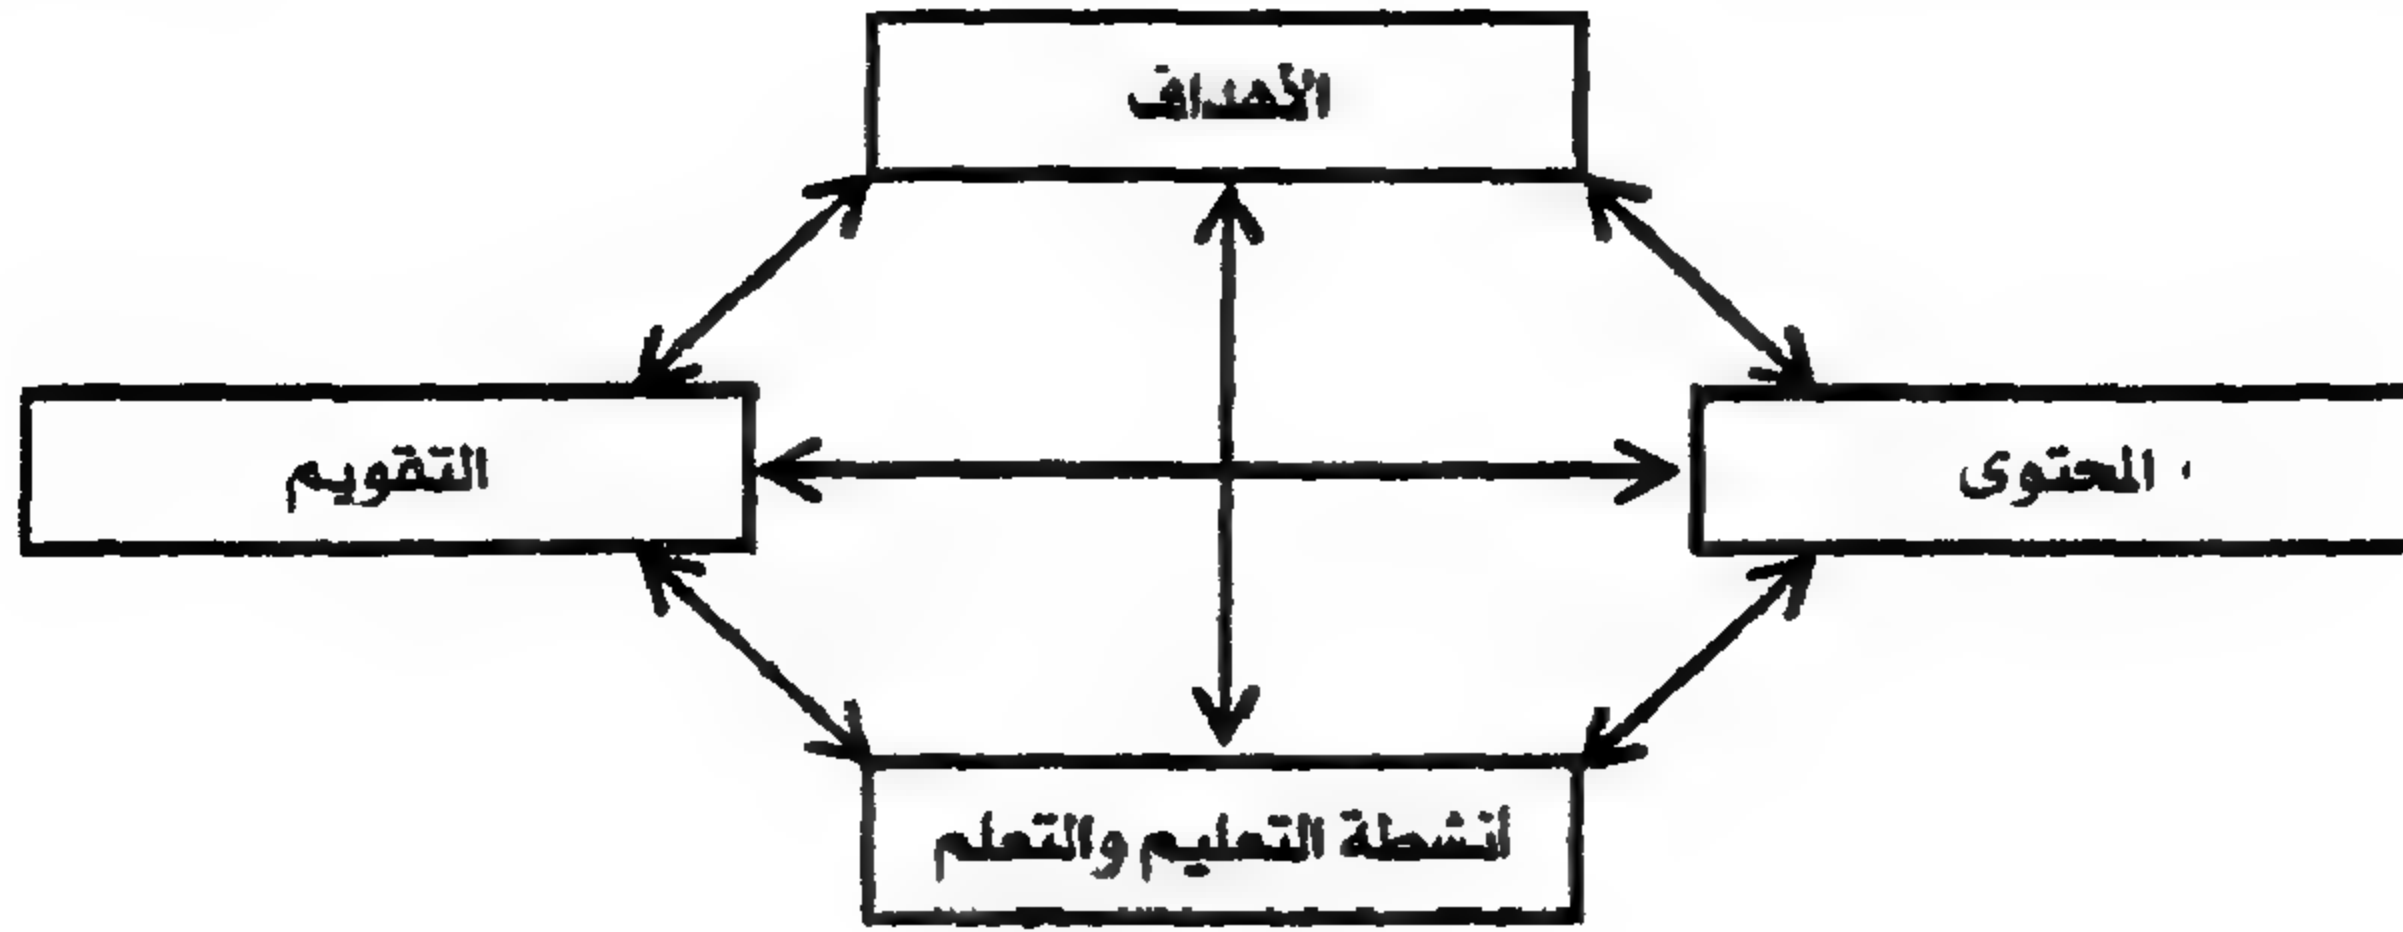 الأهداف
المحتوى
التقويم
أنشطة التعليم والتعلم